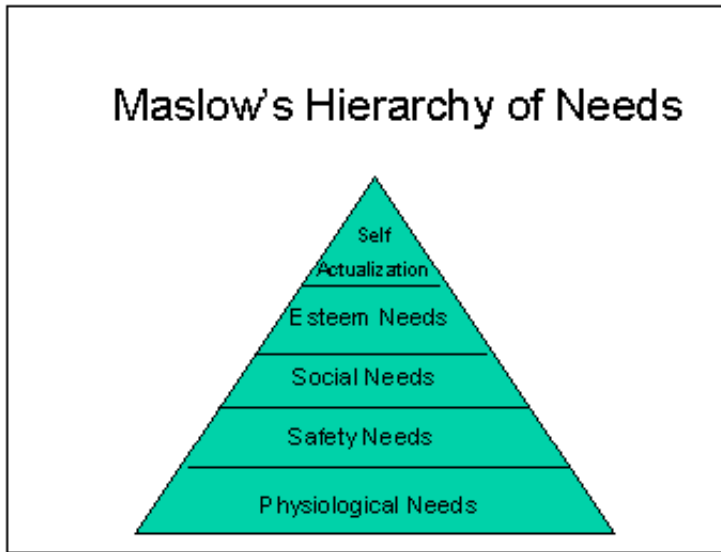 Maslow's Hierarchy of Needs
Self
Actualization
Esteem Needs
Social Needs
Safety Needs
Physiological Needs